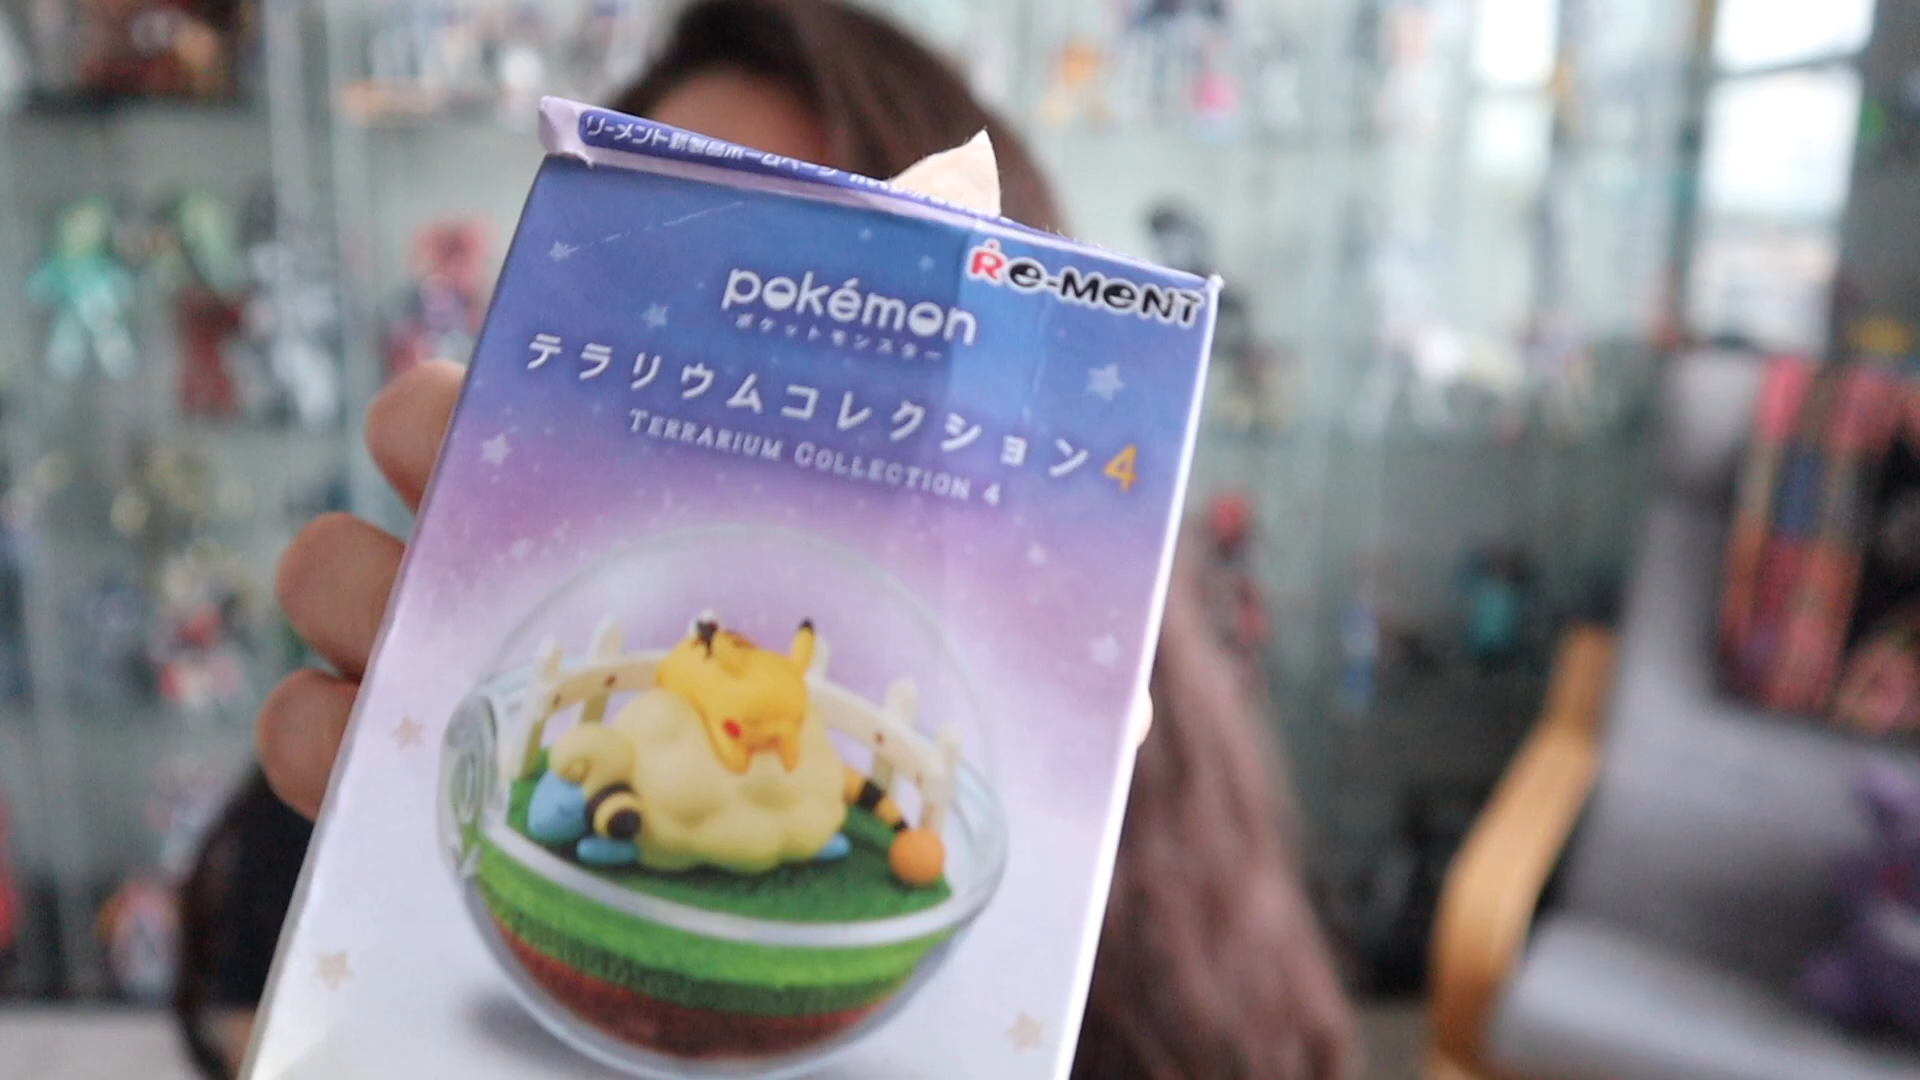 リーメント新製品ホームページ
Re-MeNT
pokémon
ポケットモンスター
テラリウムコレクション4
TERRARIUM COLLECTION 4